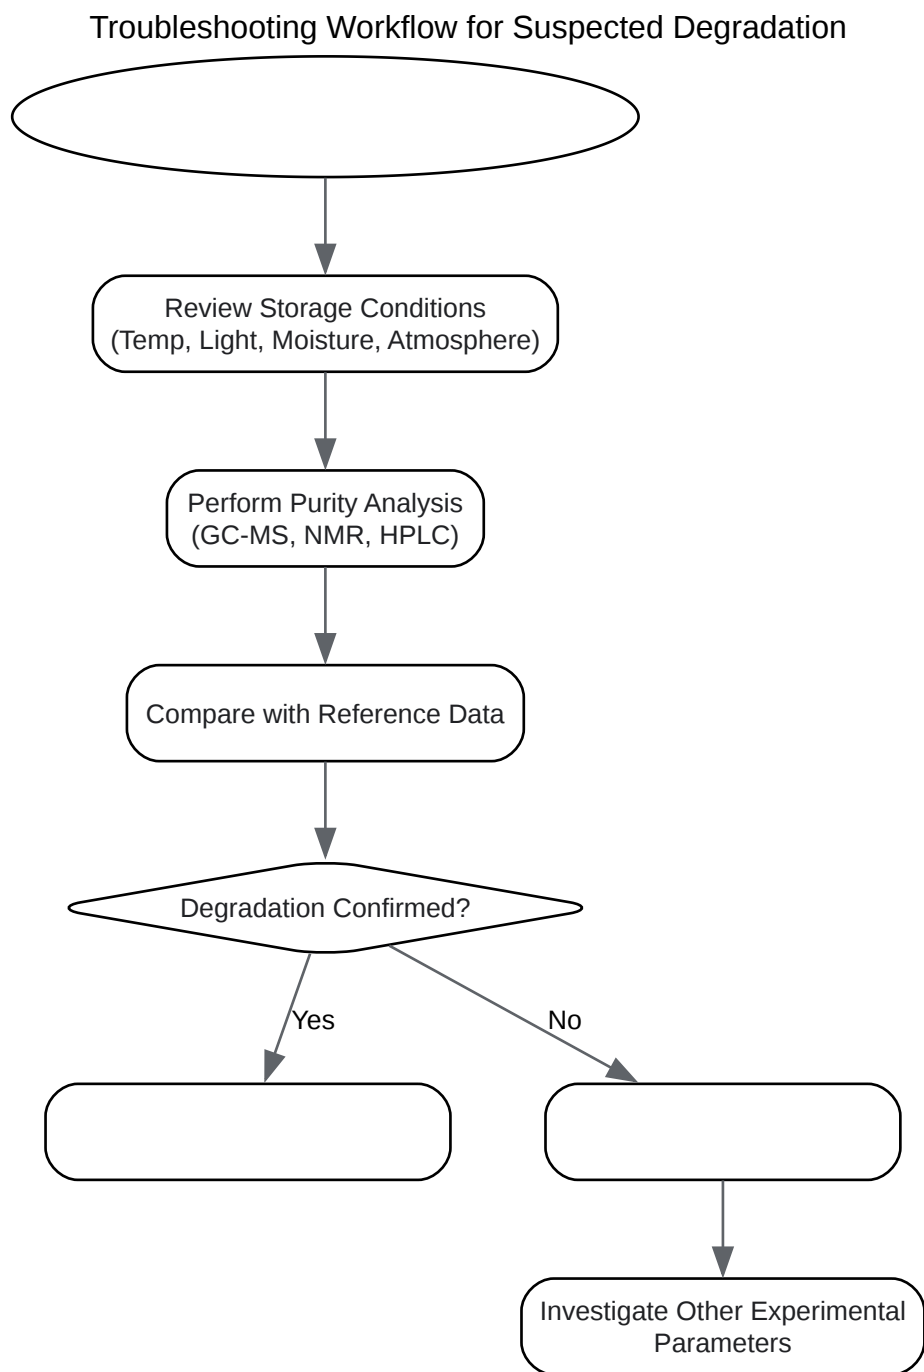 Troubleshooting Workflow for Suspected Degradation
Review Storage Conditions
(Temp, Light, Moisture, Atmosphere)
Perform Purity Analysis
(GC-MS, NMR, HPLC)
Compare with Reference Data
Degradation Confirmed?
Yes
No
Investigate Other Experimental
Parameters